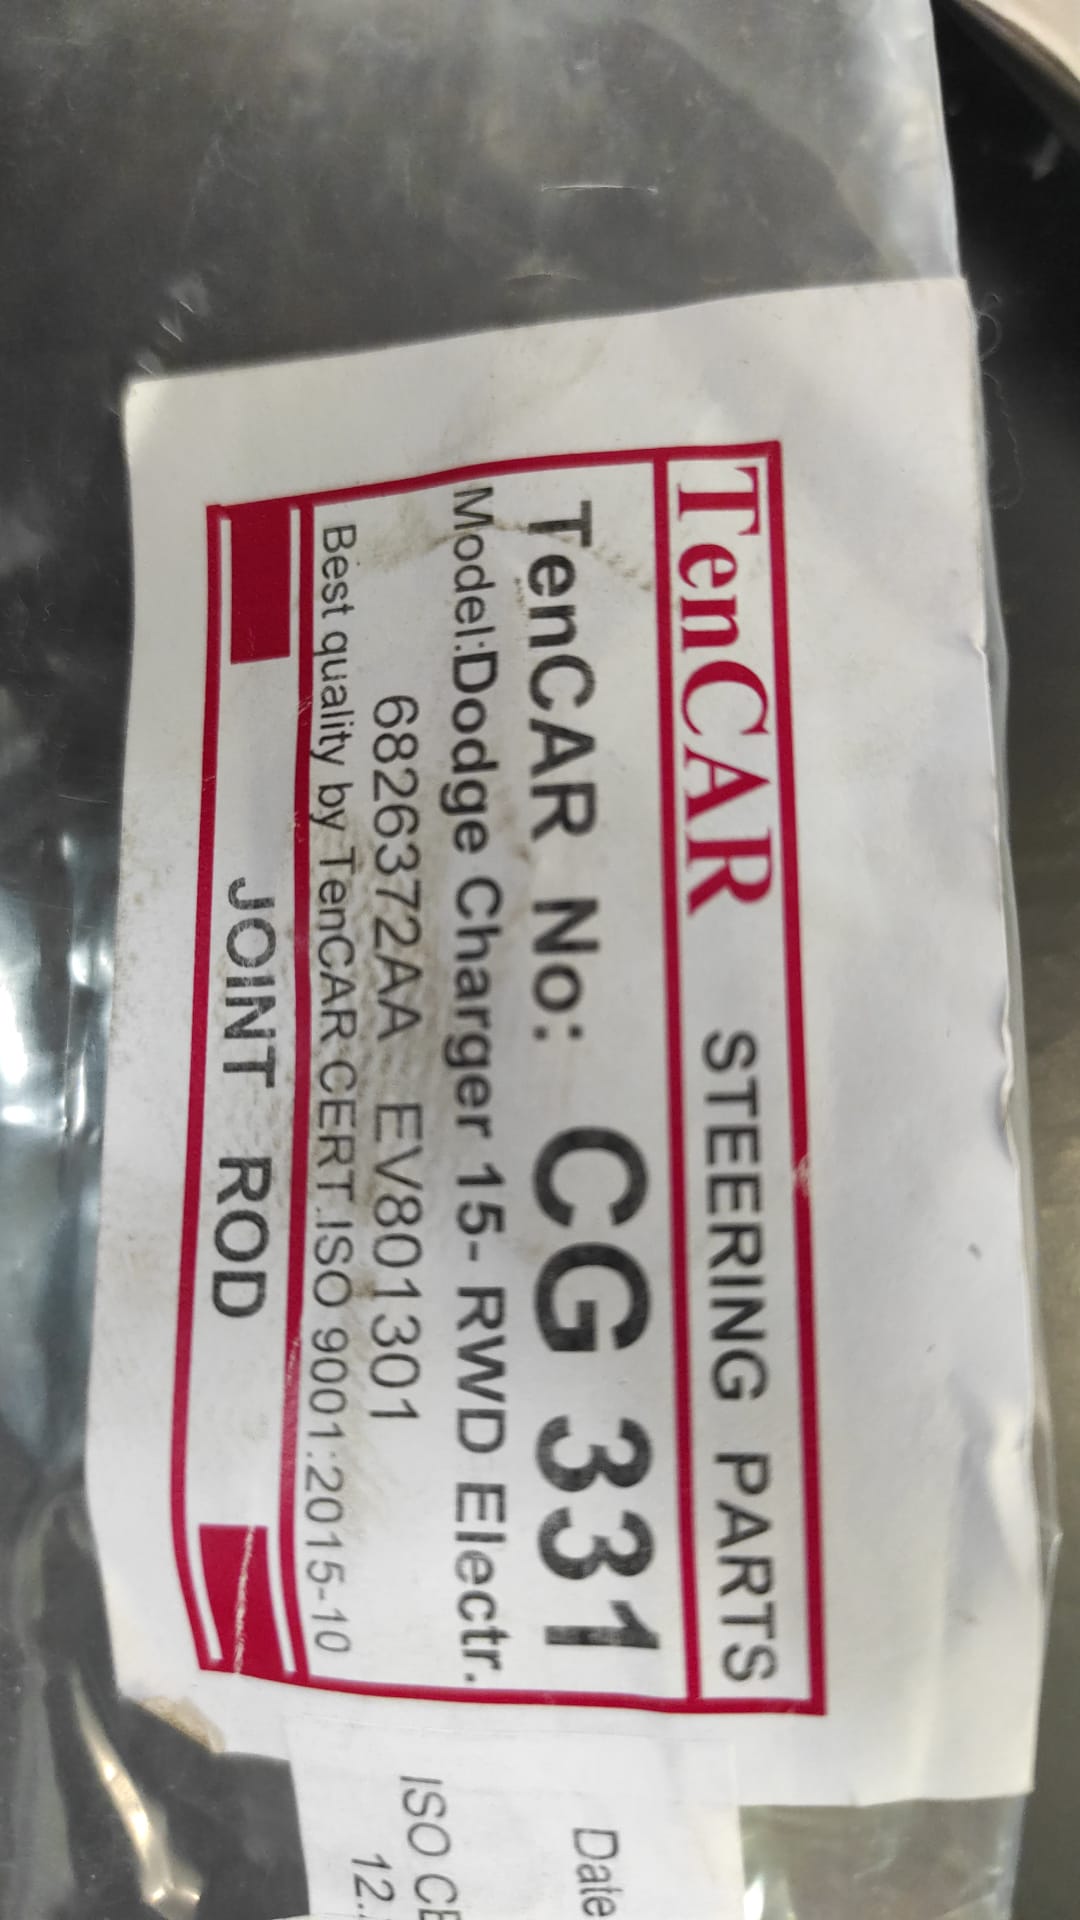 TenCAR STEERING PARTS
TenCAR No: CG 331
Model:Dodge Charger 15- RWD Electr.
68263372AA EV801301
Best quality by TenCAR CERT.ISO 9001:2015-10
JOINT ROD
Date
ISO CE
12.